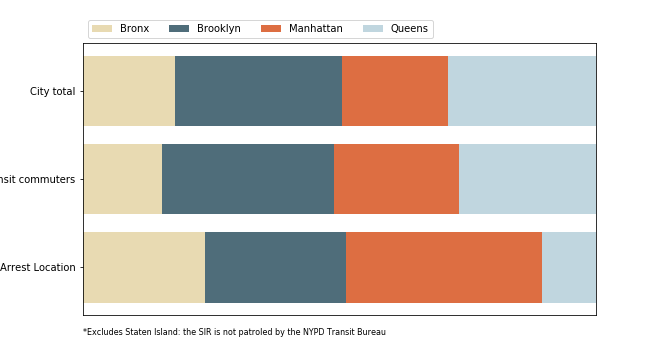 Bronx Brooklyn Manhattan Queens
City total
nsit commuters
Arrest Location
*Excludes Staten Island: the SIR is not patroled by the NYPD Transit Bureau